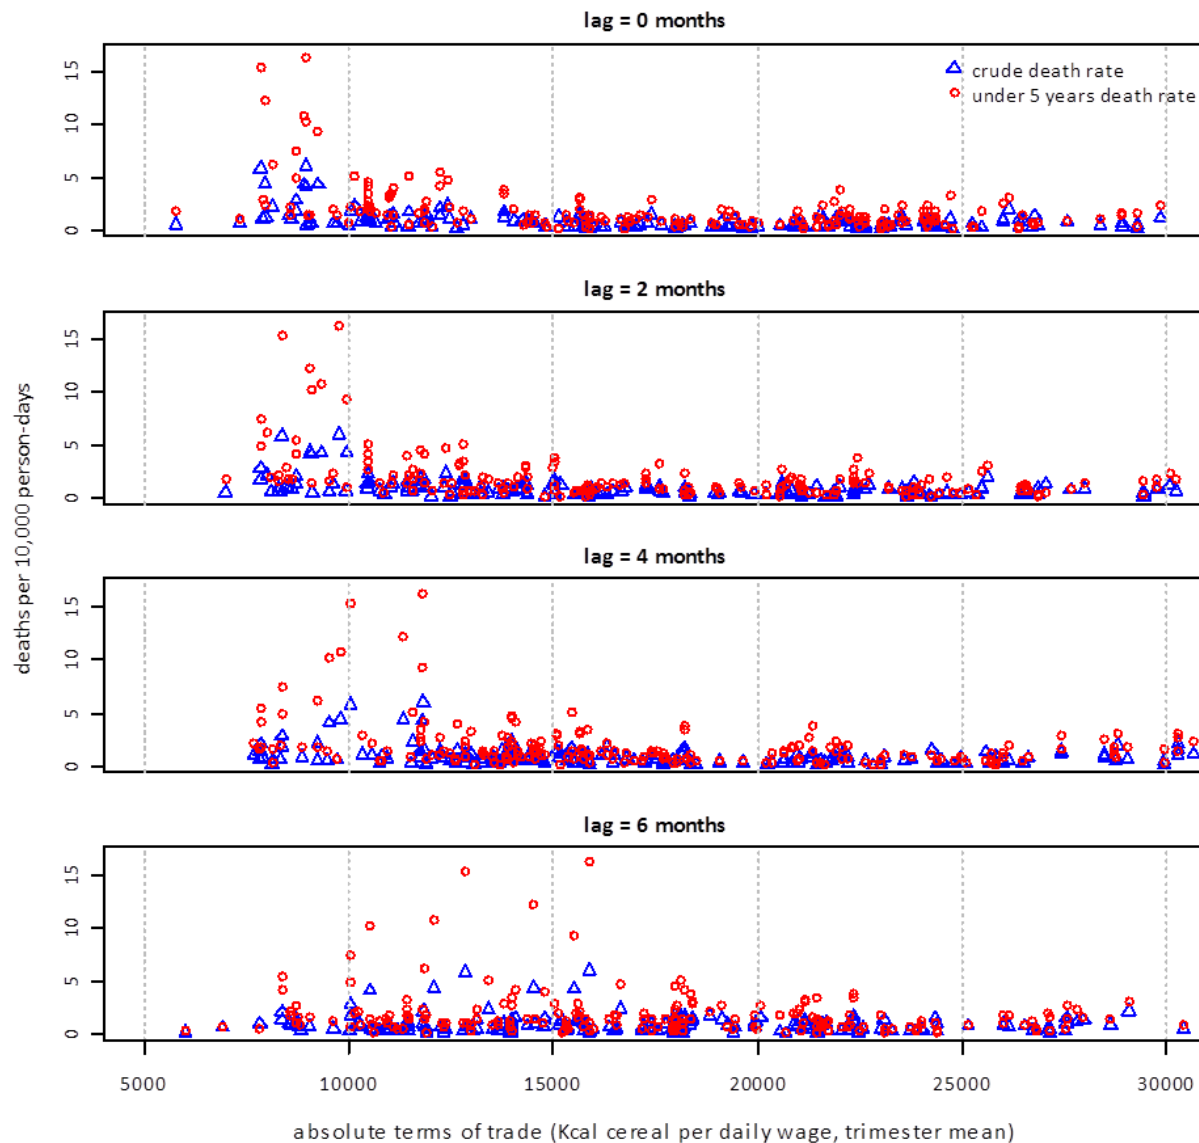 lag = 0 months
15
10
5
0
crude death rate
under 5 years death rate
lag = 2 months
15
10
5
0
deaths per 10,000 person-days
lag = 4 months
15
10
5
0
lag = 6 months
15
10
5
0
5000 10000 15000 20000 25000 30000
absolute terms of trade (Kcal cereal per daily wage, trimester mean)